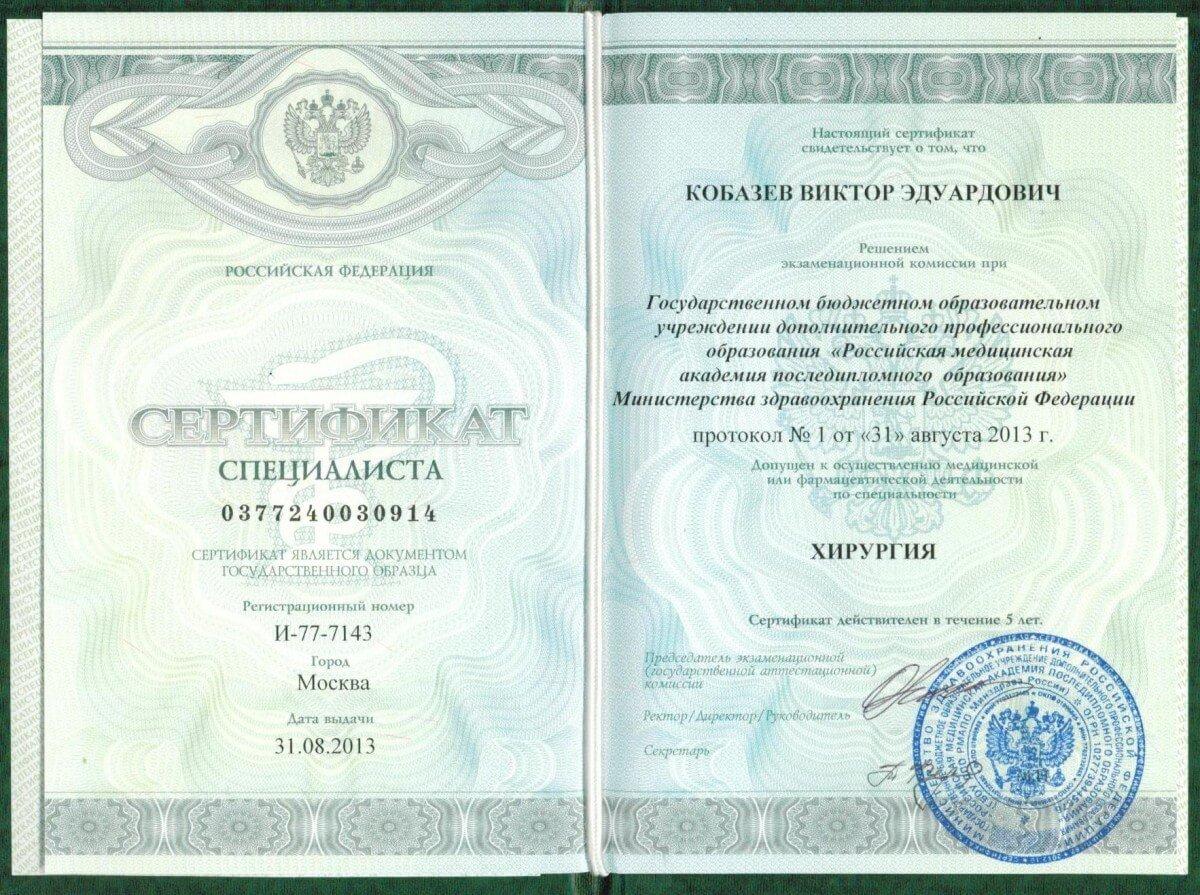 РОССИЙСКАЯ ФЕДЕРАЦИЯ
СЕРТИФИКАТ
СПЕЦИАЛИСТА
0377240030914
СЕРТИФИКАТ ЯВЛЯЕТСЯ ДОКУМЕНТОМ
ГОСУДАРСТВЕННОГО ОБРАЗЦА
Регистрационный номер
И-77-7143
Город
Москва
Дата выдачи
31.08.2013
Настоящий сертификат
свидетельствует о том, что
КОБАЗЕВ ВИКТОР ЭДУАРДОВИЧ
Решением
экзаменационной комиссии при
Государственном бюджетном образовательном
учреждении дополнительного профессионального
образования «Российская медицинская
академия последипломного образования»
Министерства здравоохранения Российской Федерации
протокол № 1 от «31» августа 2013 г.
Допущен к осуществлению медицинской
или фармацевтической деятельности
по специальности
ХИРУРГИЯ
Сертификат действителен в течение 5 лет.
Председатель экзаменационной
(государственной аттестационной)
комиссии
Ректор/Директор/Руководитель
Секретарь